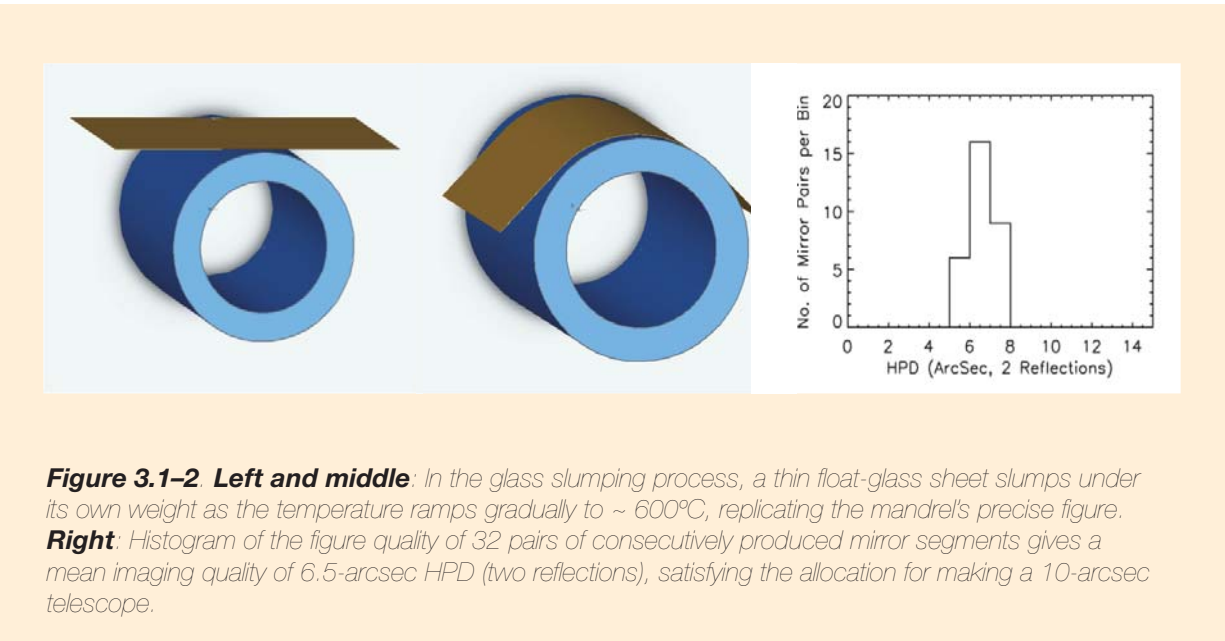 No. of Mirror Pairs per Bin
20
15
10
5
0
0 2 4 6 8 10 12 14
HPD (ArcSec, 2 Reflections)
Figure 3.1–2. Left and middle: In the glass slumping process, a thin float-glass sheet slumps under
its own weight as the temperature ramps gradually to ~ 600ºC, replicating the mandrel’s precise figure.
Right: Histogram of the figure quality of 32 pairs of consecutively produced mirror segments gives a
mean imaging quality of 6.5-arcsec HPD (two reflections), satisfying the allocation for making a 10-arcsec
telescope.